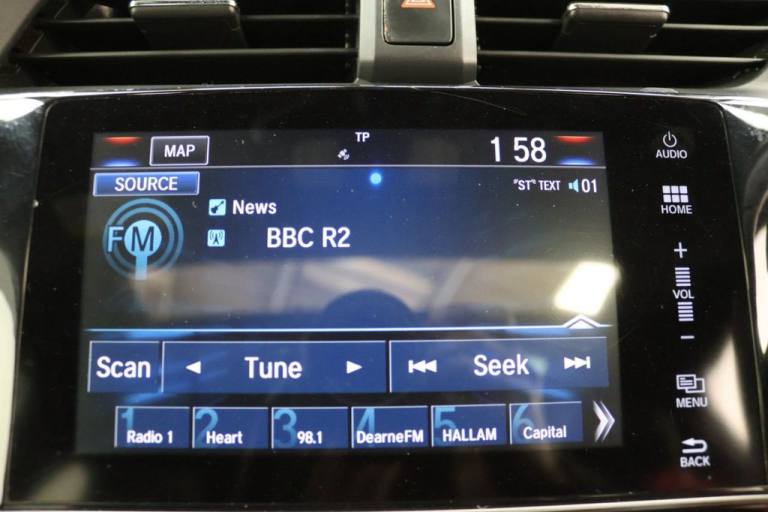 MAP TP 1 58
SOURCE "ST" TEXT 01
News
FM
BBC R2
Scan Tune Seek
1 Radio 1 2 Heart 3 98.1 4 DearneFM 5 HALLAM 6 Capital
AUDIO
HOME
+
VOL
-
MENU
BACK